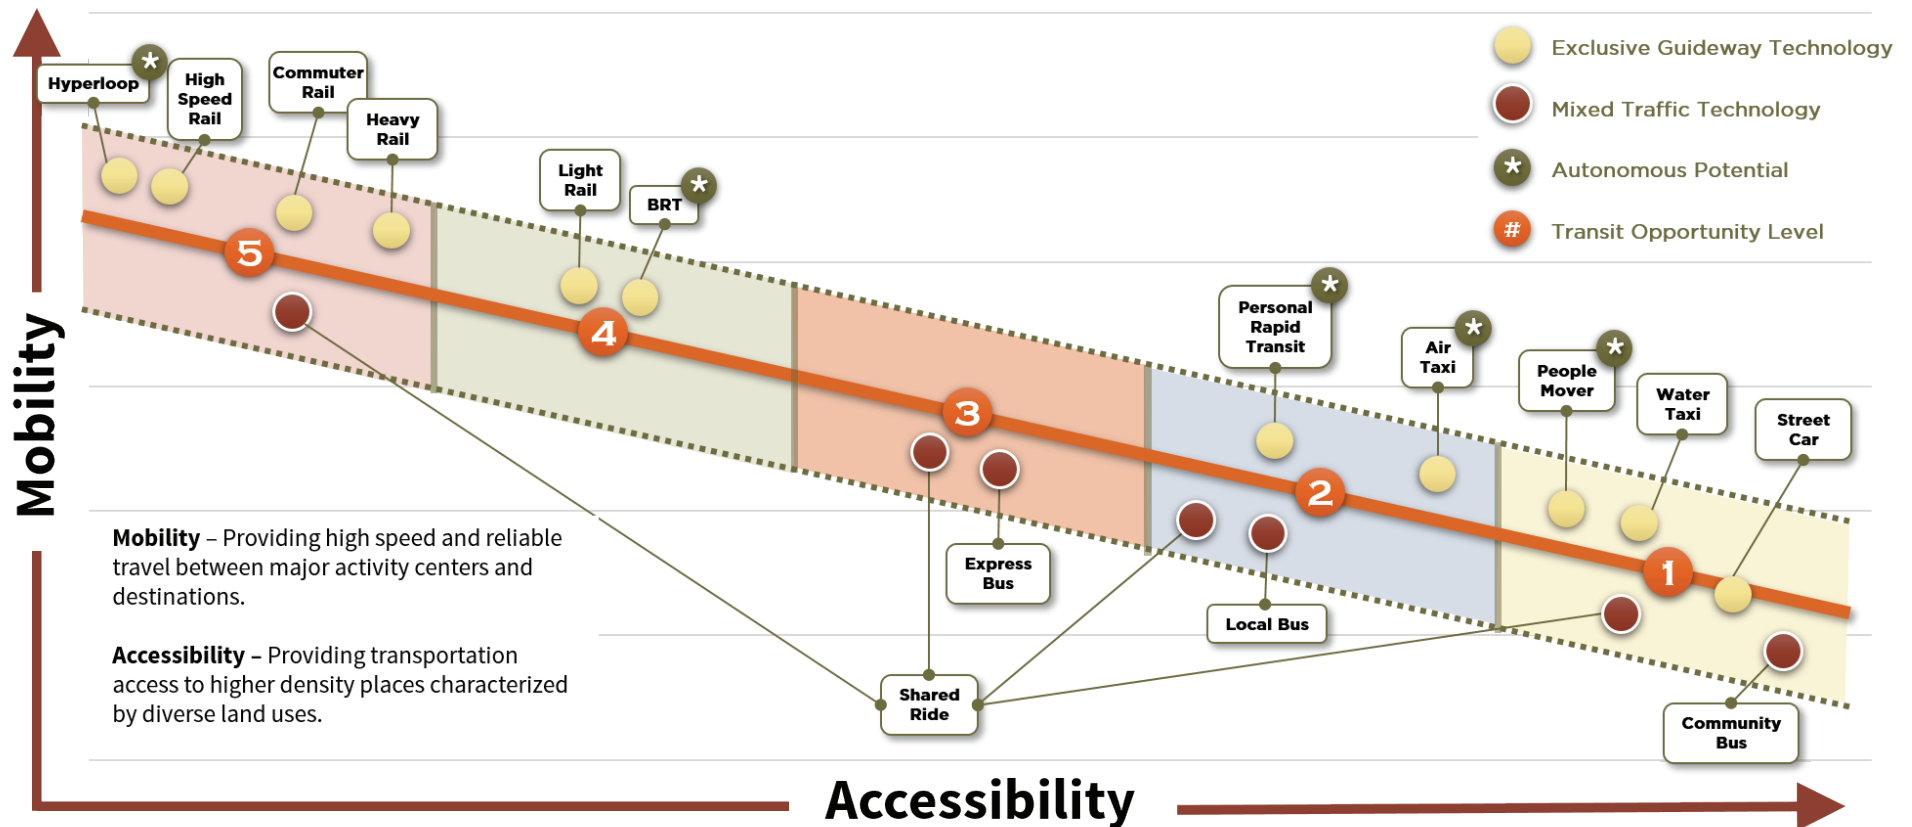 Exclusive Guideway Technology
Mixed Traffic Technology
*
Autonomous Potential
#
Transit Opportunity Level
Hyperloop
*
High
Speed
Rail
Commuter
Rail
Heavy
Rail
Light
Rail
BRT
*
Personal
Rapid
Transit
*
Air
Taxi
*
People
Mover
*
Water
Taxi
Street
Car
5
4
3
2
1
Express
Bus
Local Bus
Shared
Ride
Community
Bus
Mobility
Mobility – Providing high speed and reliable
travel between major activity centers and
destinations.
Accessibility – Providing transportation
access to higher density places characterized
by diverse land uses.
Accessibility